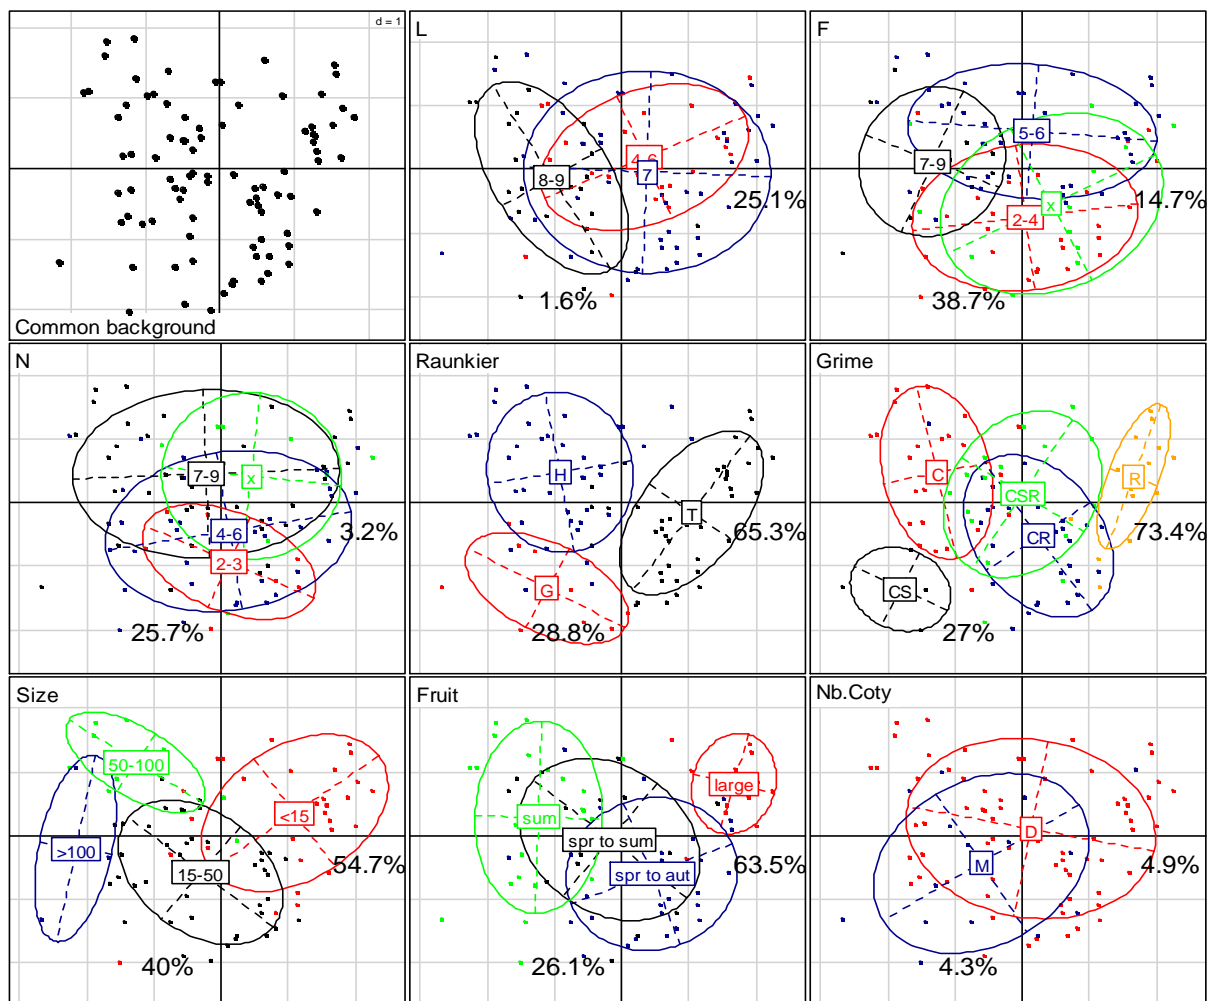 d = 1
Common background
L
4-6
8-9
7
25.1%
1.6%
F
5-6
7-9
x
2-4
14.7%
38.7%
N
7-9
x
4-6
2-3
3.2%
25.7%
Raunkier
H
T
G
65.3%
28.8%
Grime
C
R
CSR
CR
CS
73.4%
27%
Size
50-100
<15
>100
15-50
54.7%
40%
Fruit
large
sum
spr to sum
spr to aut
63.5%
26.1%
Nb.Coty
D
M
4.9%
4.3%